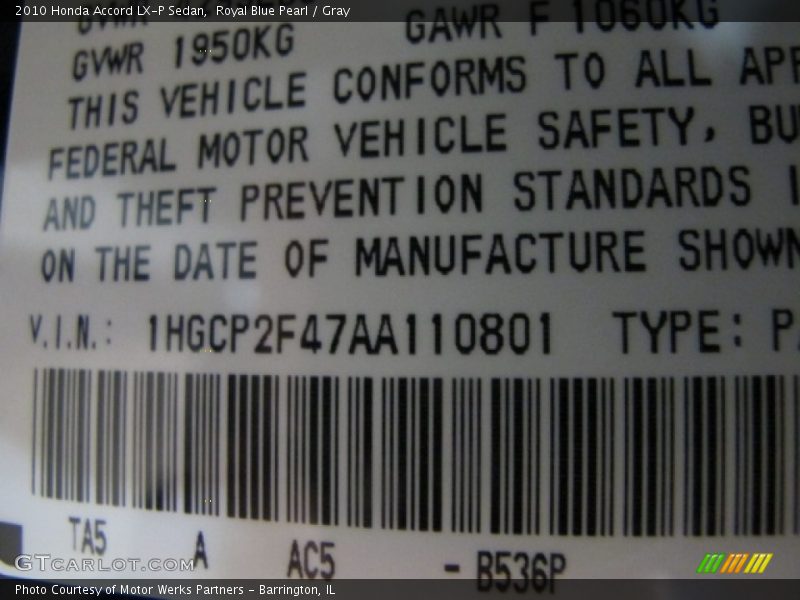 2010 Honda Accord LX-P Sedan, Royal Blue Pearl / Gray
GAWR F 1060KG
GVWR 1950KG
THIS VEHICLE CONFORMS TO ALL
FEDERAL MOTOR VEHICLE SAFETY,
AND THEFT PREVENTION STANDARDS
ON THE DATE OF MANUFACTURE SHOWN
V.I.N.: 1HGCP2F47AA110801 TYPE:
TA5 A AC5 - B536P
GTCARLOT.COM
Photo Courtesy of Motor Werks Partners - Barrington, IL